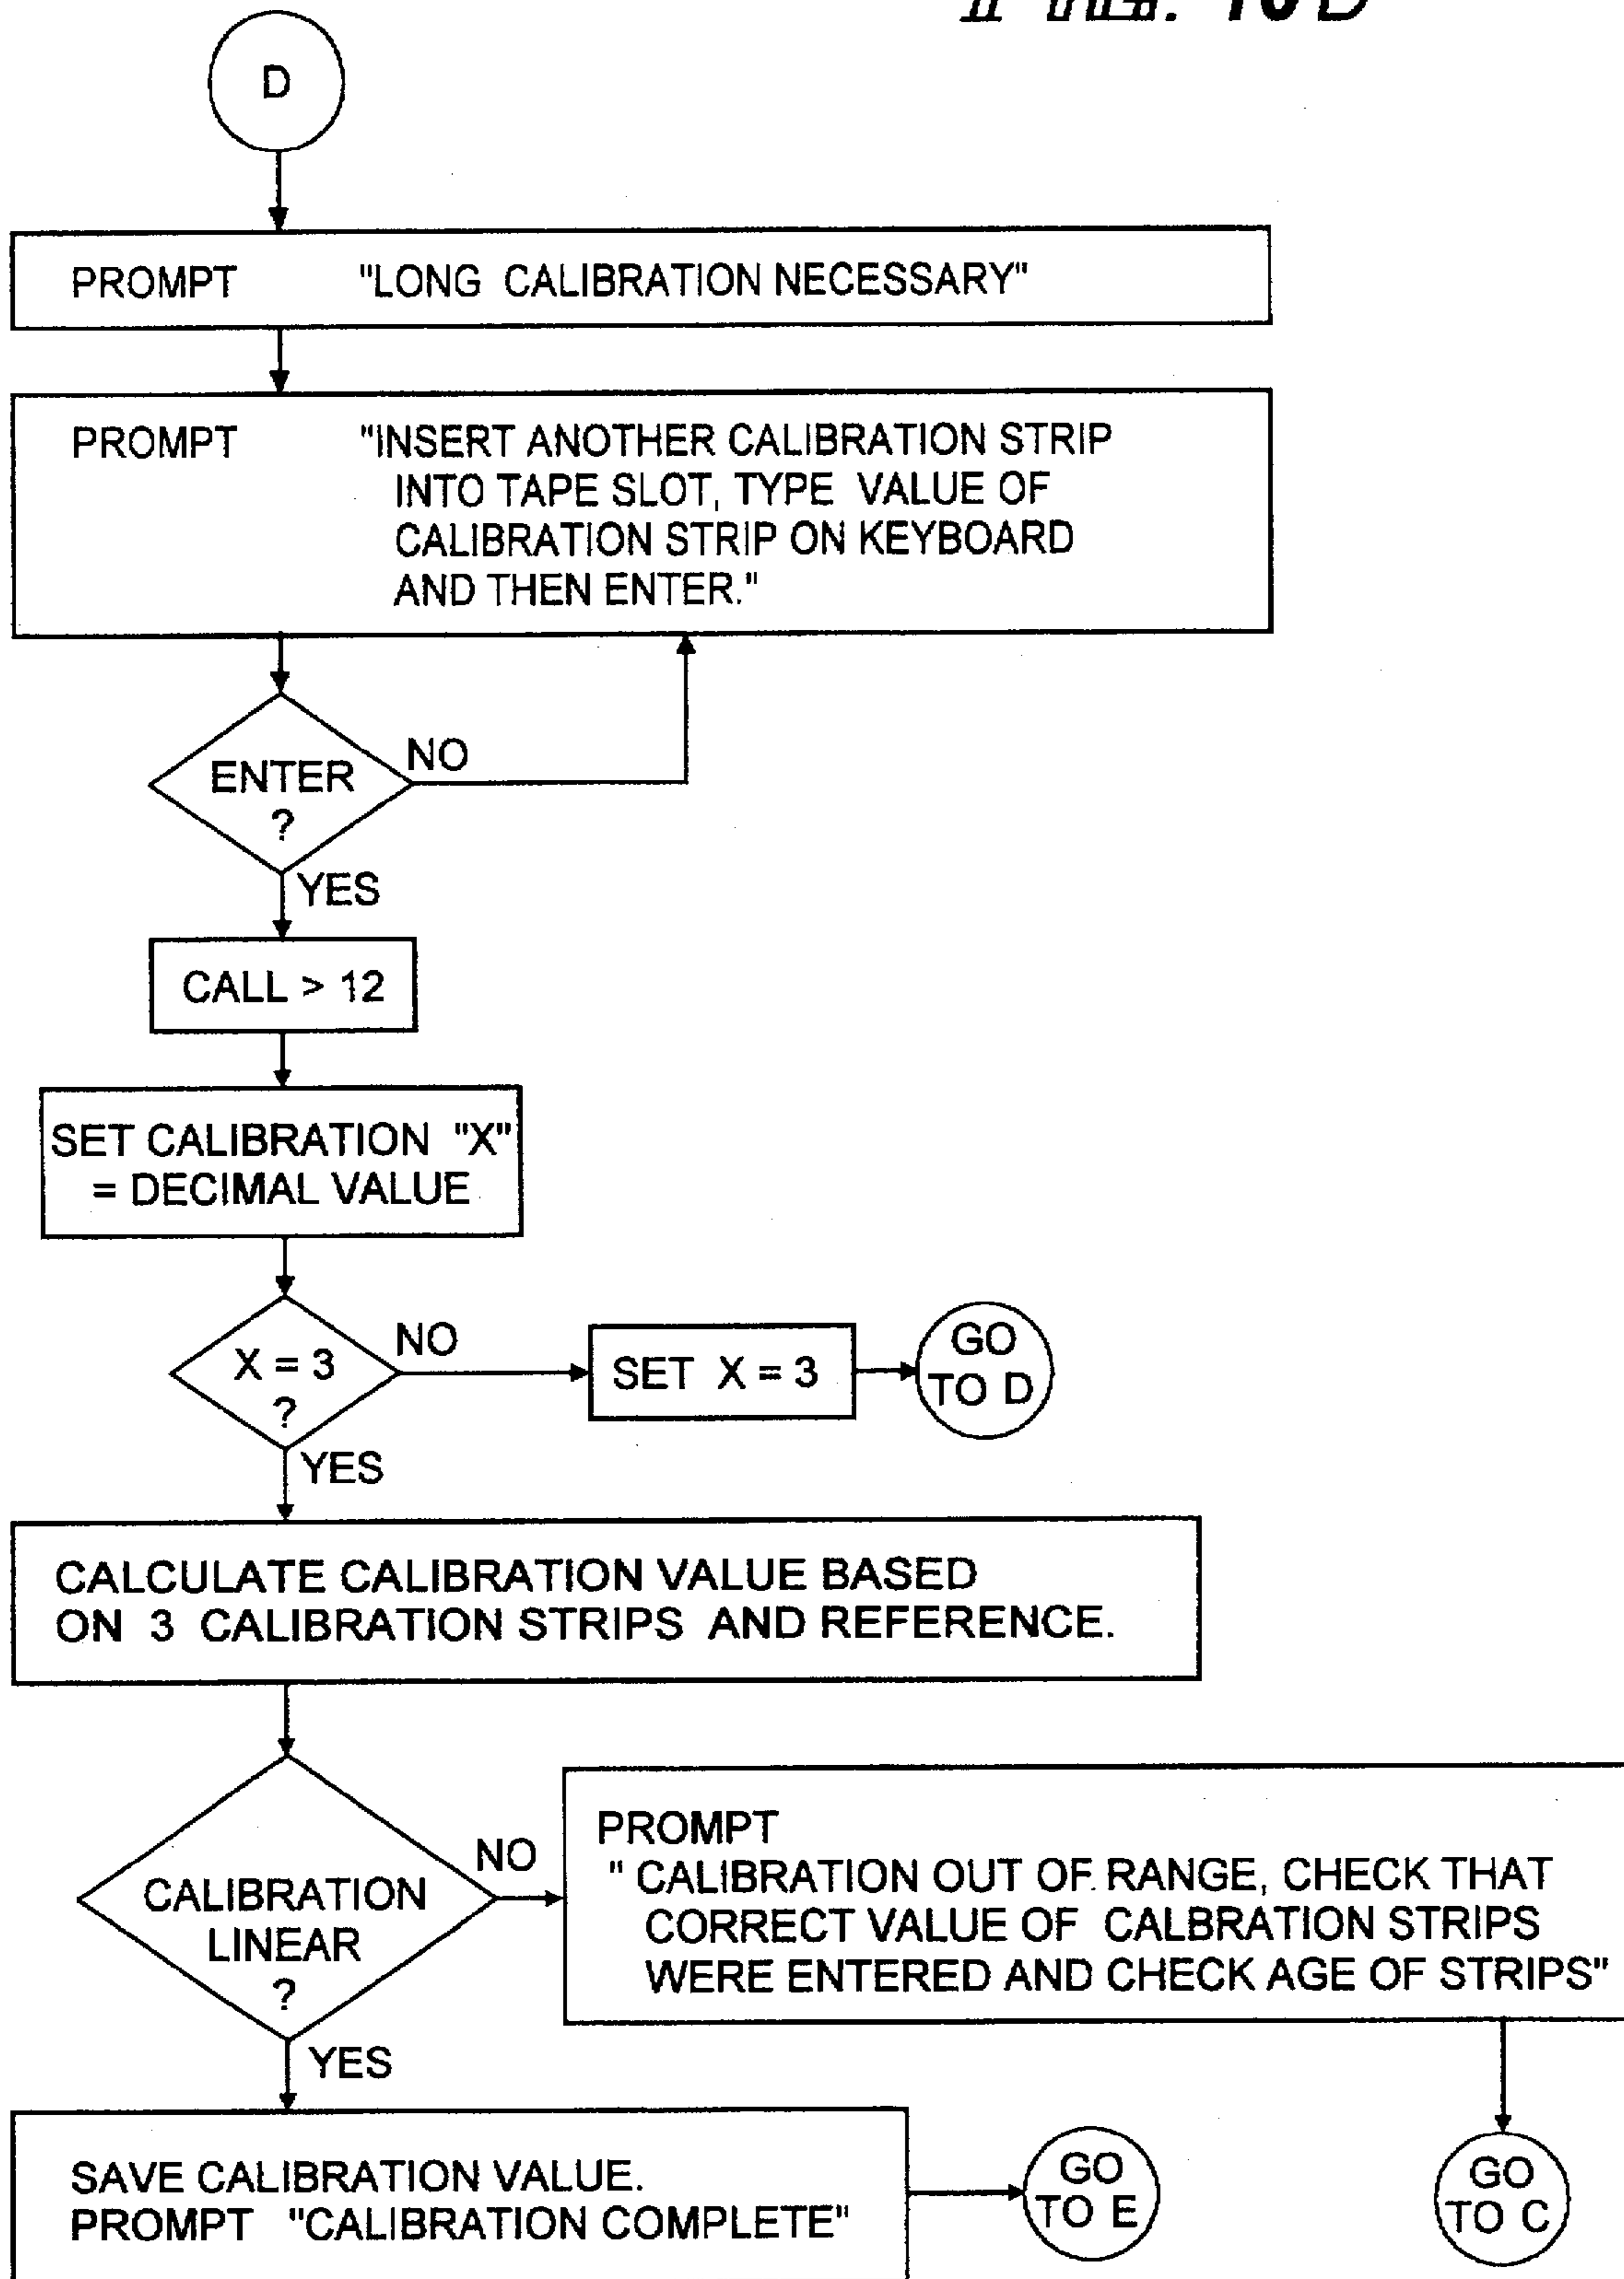 D
PROMPT "LONG CALIBRATION NECESSARY"
PROMPT "INSERT ANOTHER CALIBRATION STRIP
INTO TAPE SLOT, TYPE VALUE OF
CALIBRATION STRIP ON KEYBOARD
AND THEN ENTER."
ENTER
?
NO
YES
CALL > 12
SET CALIBRATION "X"
= DECIMAL VALUE
X = 3
?
NO
SET X = 3
GO
TO D
YES
CALCULATE CALIBRATION VALUE BASED
ON 3 CALIBRATION STRIPS AND REFERENCE.
CALIBRATION
LINEAR
?
NO
PROMPT
" CALIBRATION OUT OF RANGE, CHECK THAT
CORRECT VALUE OF CALBRATION STRIPS
WERE ENTERED AND CHECK AGE OF STRIPS"
YES
SAVE CALIBRATION VALUE.
PROMPT "CALIBRATION COMPLETE"
GO
TO E
GO
TO C